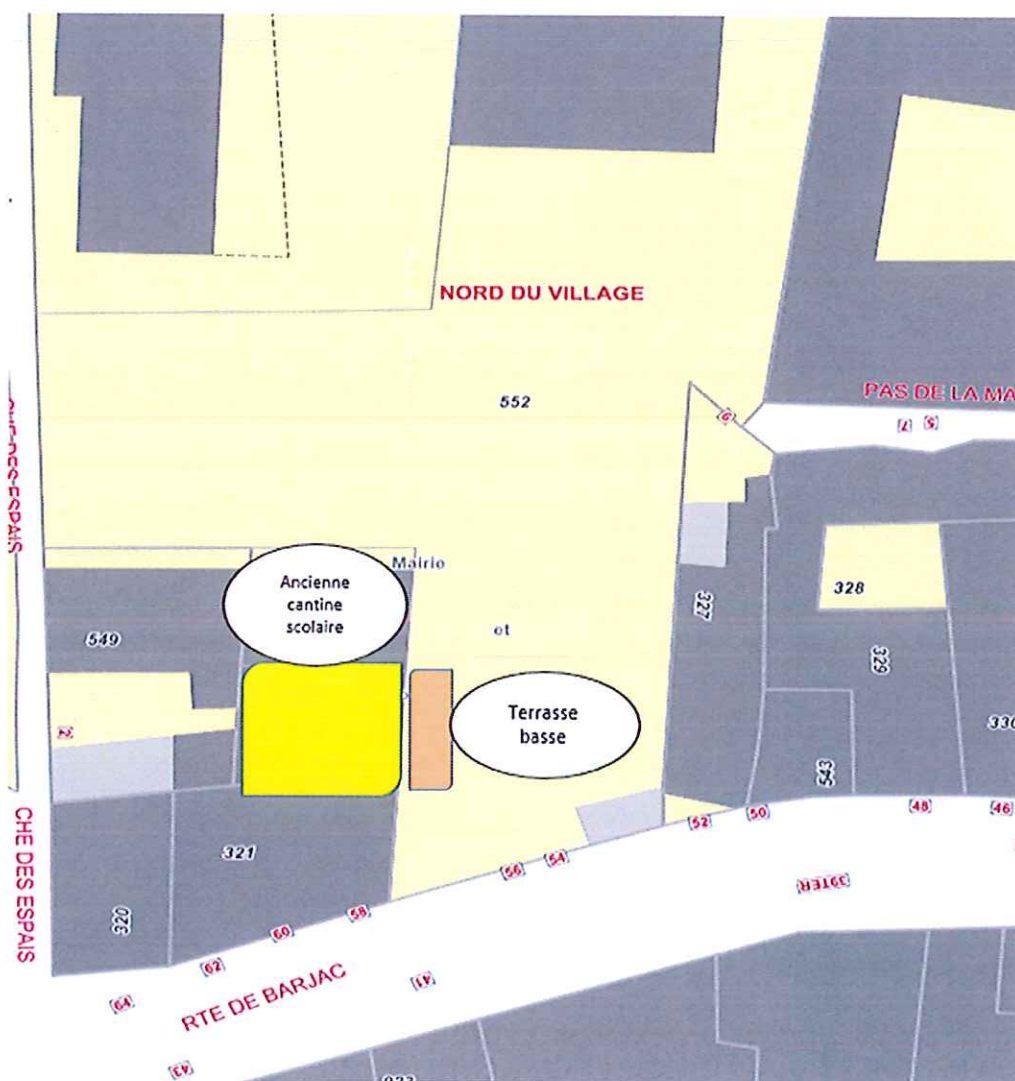 NORD DU VILLAGE
552
PAS DE LA MA
9
7
5
CHE DES ESPAIS
Mairie
et
Ancienne
cantine
scolaire
Terrasse
basse
549
327
328
329
330
543
2
321
320
CHE DES ESPAIS
64
62
60
58
56
54
52
50
48
46
39TER
41
43
RTE DE BARJAC